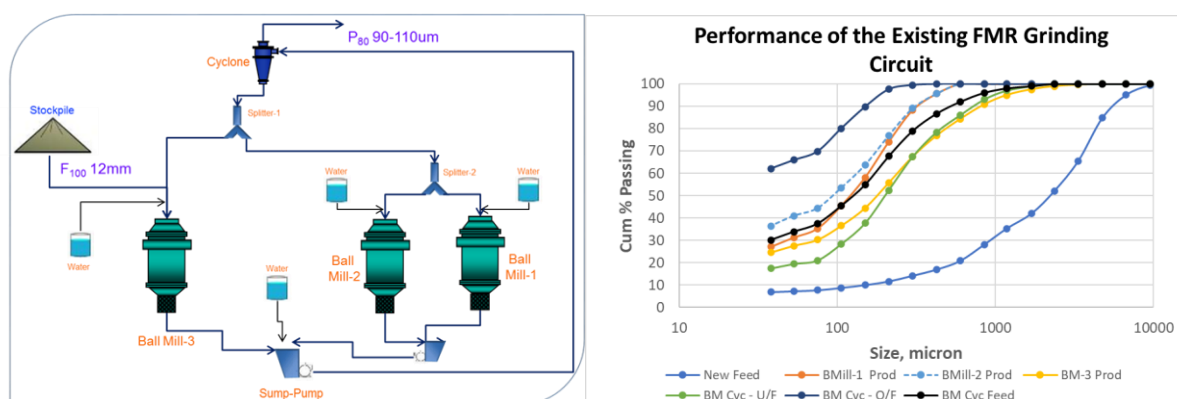 P80 90-110um
Cyclone
Splitter-1
Stockpile
F100 12mm
Splitter-2
Water
Water
Water
Ball
Mill-2
Ball
Mill-1
Water
Ball Mill-3
Sump-Pump
Performance of the Existing FMR Grinding
Circuit
Cum % Passing
100
90
80
70
60
50
40
30
20
10
0
10
100
1000
10000
Size, micron
New Feed
BMill-1 Prod
BMill-2 Prod
BM-3 Prod
BM Cyc - U/F
BM Cyc - O/F
BM Cyc Feed